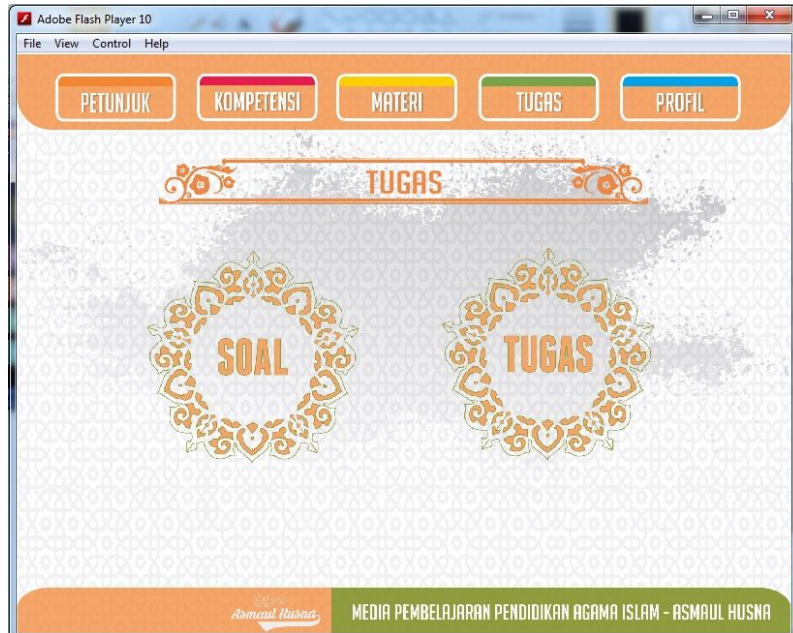 Adobe Flash Player 10
File View Control Help
PETUNJUK KOMPETENSI MATERI TUGAS PROFIL
TUGAS
SOAL TUGAS
Asmaul Husna
MEDIA PEMBELAJARAN PENDIDIKAN AGAMA ISLAM - ASMAUL HUSNA